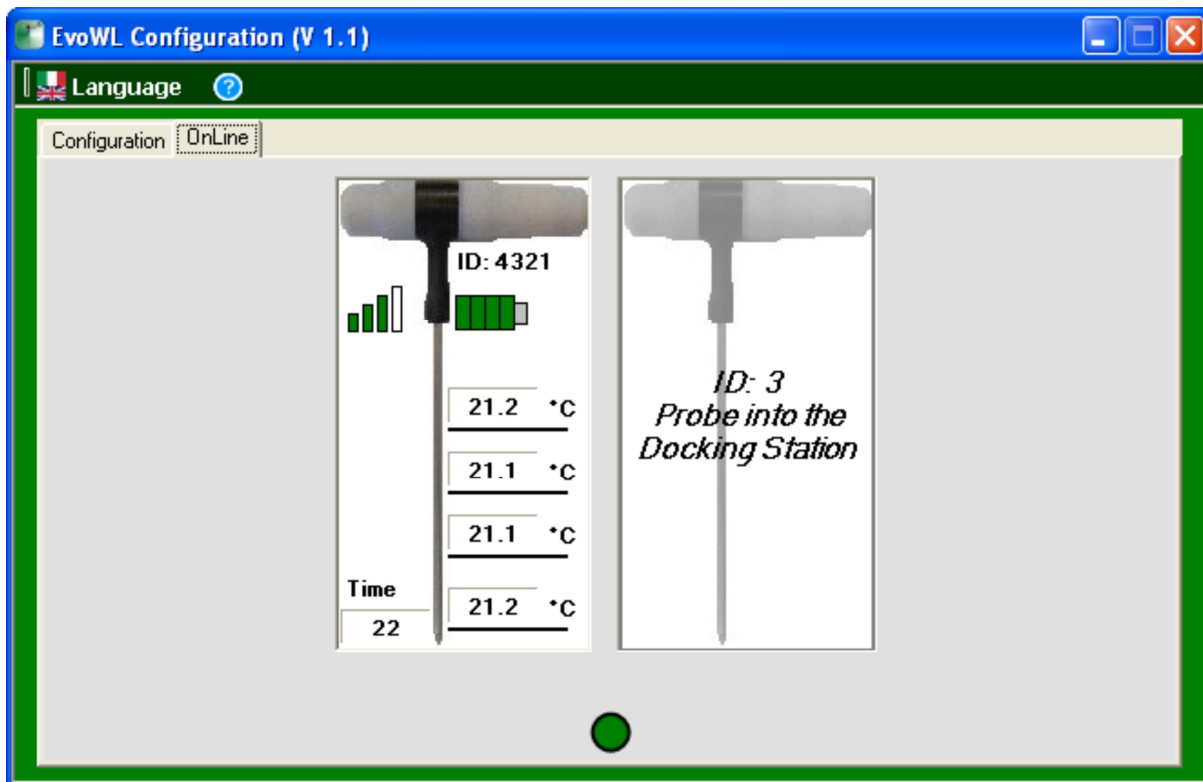 EvoWL Configuration (V 1.1)
Language ?
Configuration OnLine
ID: 4321
21.2 °C
21.1 °C
21.1 °C
Time
22
21.2 °C
ID: 3
Probe into the
Docking Station